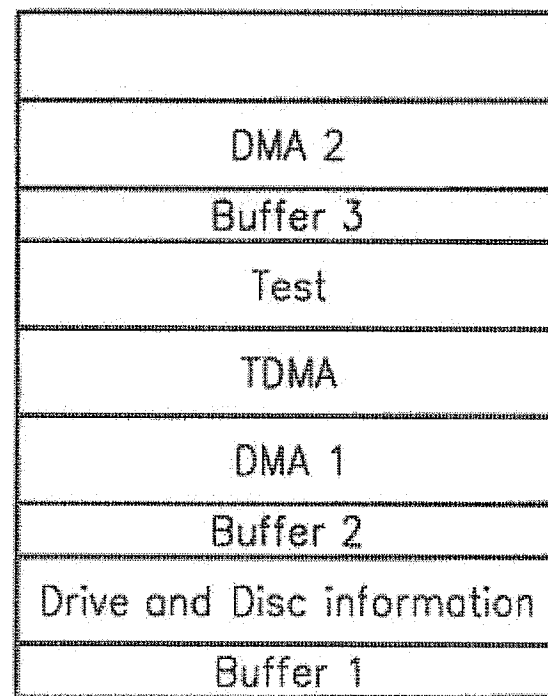 DMA 2
Buffer 3
Test
TDMA
DMA 1
Buffer 2
Drive and Disc information
Buffer 1